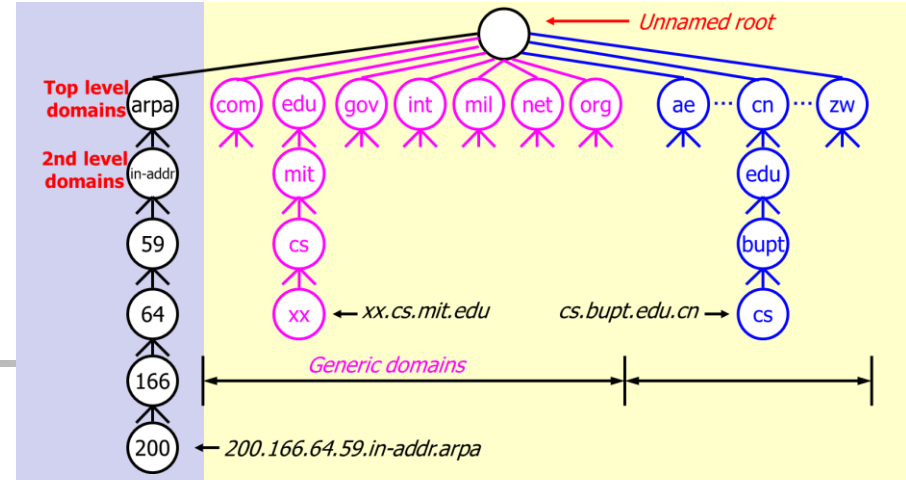 Unnamed root
Top level domains
arpa com edu gov int mil net org ae ... cn ... zw
2nd level domains
in-addr mit edu
59 cs bupt
64 xx xx.cs.mit.edu cs.bupt.edu.cn cs
Generic domains
166
200 200.166.64.59.in-addr.arpa